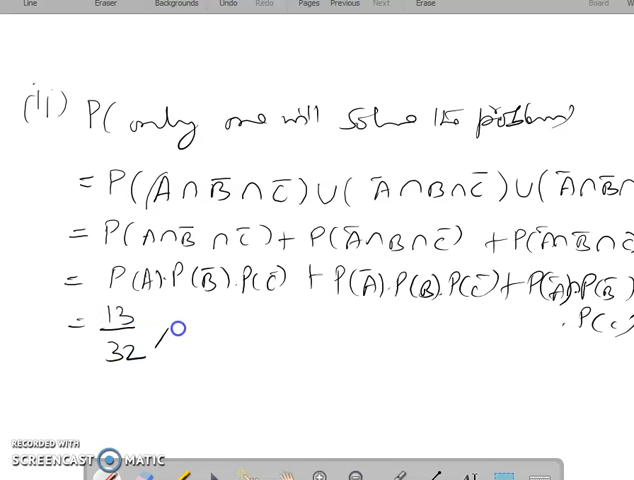 Line Eraser Backgrounds Undo Redo Pages Previous Next Erase Board
(ii) P( only one will solve the problem)
= P((A∩B̄∩C̄)∪(Ā∩B∩C̄)∪(Ā∩B̄∩
= P(A∩B̄∩C̄)+ P(Ā∩B∩C̄) +P(Ā∩B̄∩C
= P(A).P(B̄).P(C̄) + P(Ā).P(B).P(C̄)+P(Ā).P(B̄)
.P(C)
= 13/32 /
RECORDED WITH
SCREENCAST MATIC